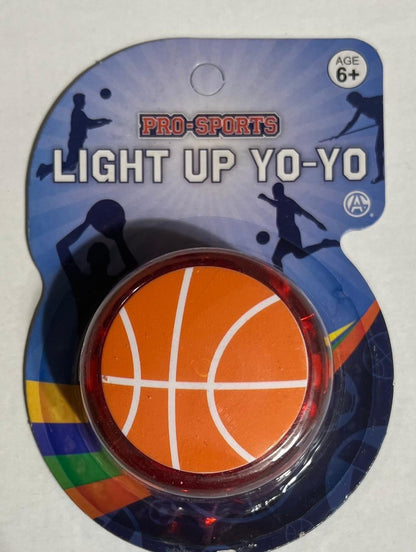 AGE
6+
PRO-SPORTS
LIGHT UP YO-YO